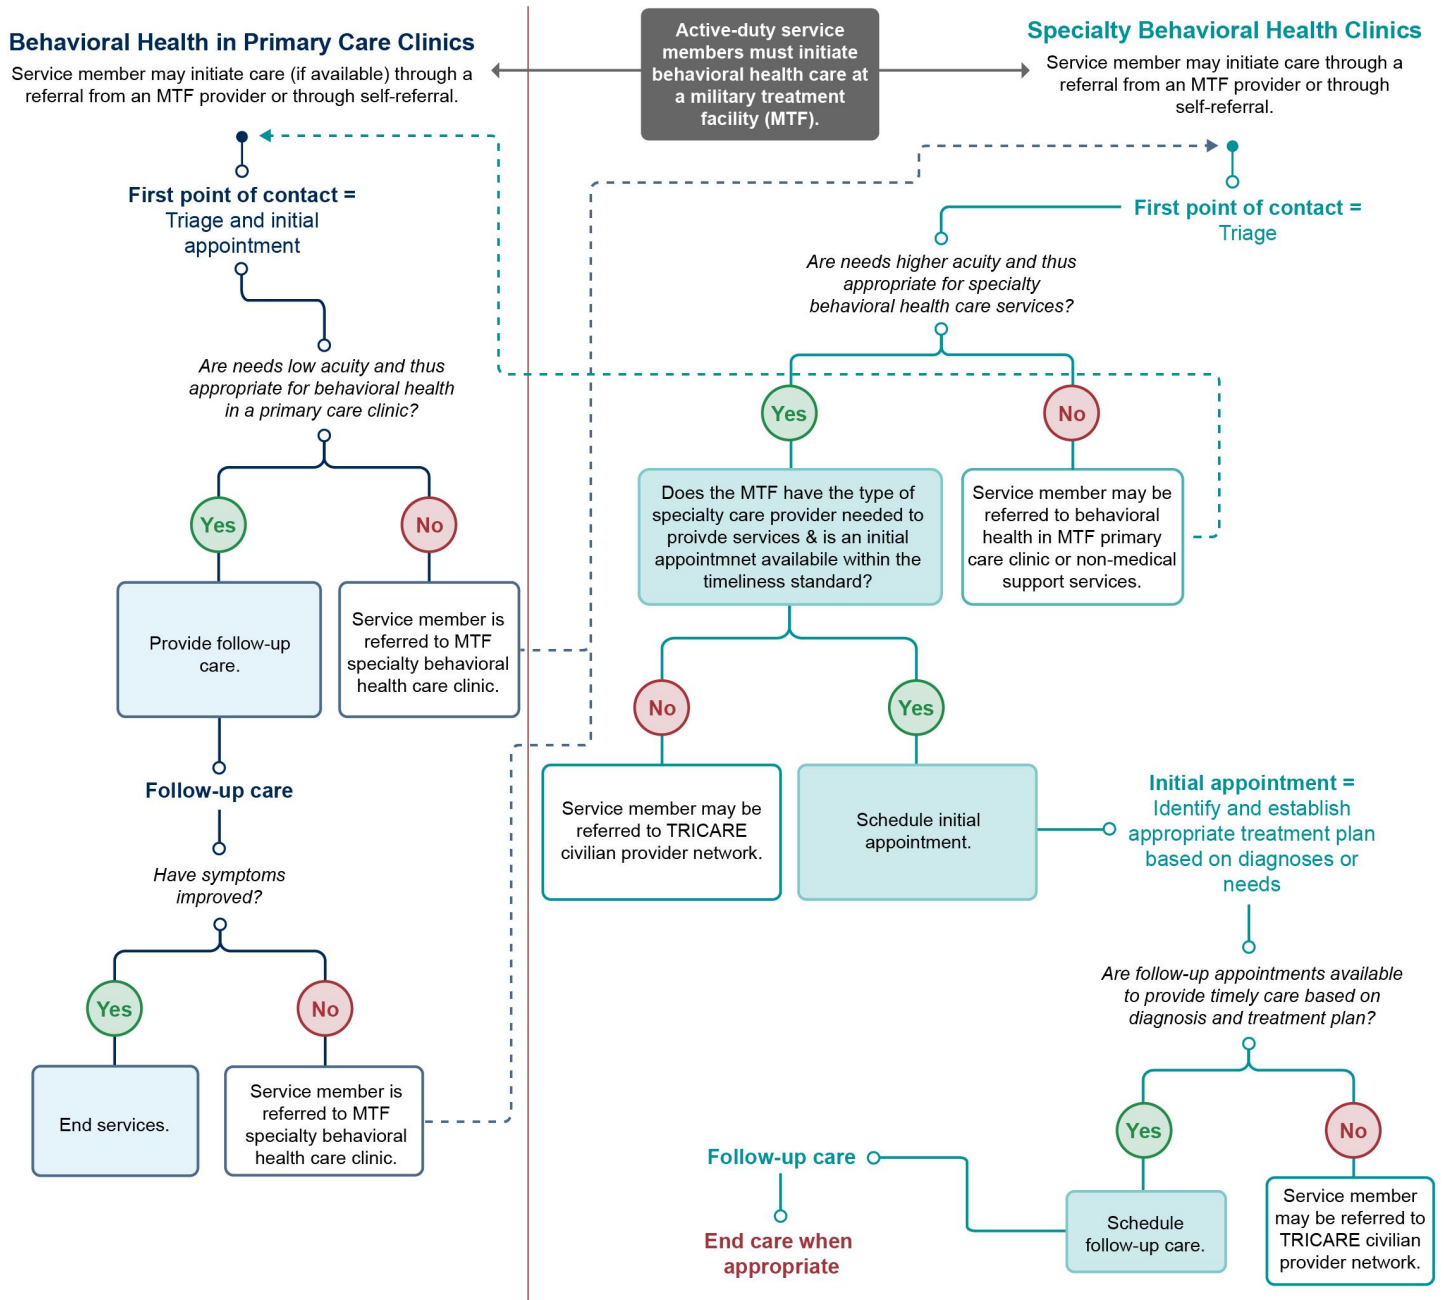 Active-duty service
members must initiate
behavioral health care at
a military treatment
facility (MTF).
Behavioral Health in Primary Care Clinics
Service member may initiate care (if available) through a
referral from an MTF provider or through self-referral.
First point of contact =
Triage and initial
appointment
Are needs low acuity and thus
appropriate for behavioral health
in a primary care clinic?
Yes
No
Provide follow-up
care.
Service member is
referred to MTF
specialty behavioral
health care clinic.
Follow-up care
Have symptoms
improved?
Yes
No
End services.
Service member is
referred to MTF
specialty behavioral
health care clinic.
Specialty Behavioral Health Clinics
Service member may initiate care through a
referral from an MTF provider or through
self-referral.
First point of contact =
Triage
Are needs higher acuity and thus
appropriate for specialty
behavioral health care services?
Yes
No
Does the MTF have the type of
specialty care provider needed to
proivde services & is an initial
appointmnet availabile within the
timeliness standard?
Service member may be
referred to behavioral
health in MTF primary
care clinic or non-medical
support services.
No
Yes
Service member may be
referred to TRICARE
civilian provider network.
Schedule initial
appointment.
Initial appointment =
Identify and establish
appropriate treatment plan
based on diagnoses or
needs
Are follow-up appointments available
to provide timely care based on
diagnosis and treatment plan?
Yes
No
Schedule
follow-up care.
Service member
may be referred to
TRICARE civilian
provider network.
Follow-up care
End care when
appropriate